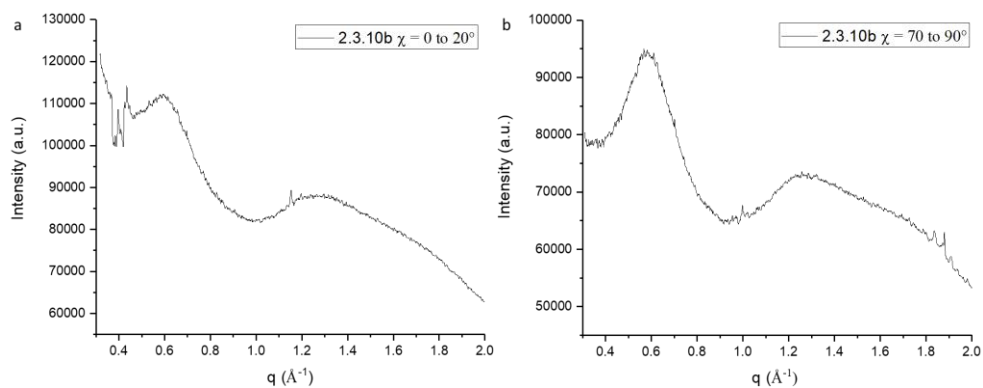 a
2.3.10b χ = 0 to 20°
130000
120000
110000
100000
90000
80000
70000
60000
Intensity (a.u.)
0.4 0.6 0.8 1.0 1.2 1.4 1.6 1.8 2.0
q (Å⁻¹)
b
2.3.10b χ = 70 to 90°
100000
90000
80000
70000
60000
50000
Intensity (a.u.)
0.4 0.6 0.8 1.0 1.2 1.4 1.6 1.8 2.0
q (Å⁻¹)